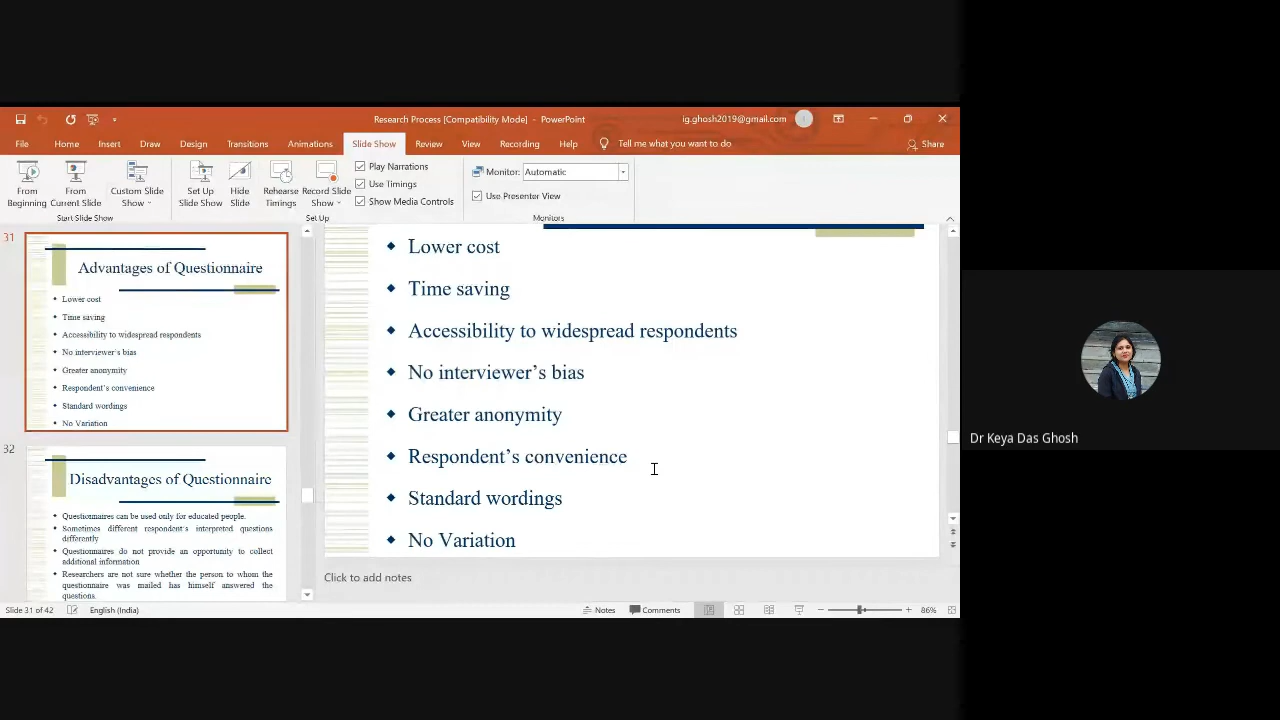 Research Process [Compatibility Mode] - PowerPoint
ig.ghosh2019@gmail.com
File Home Insert Draw Design Transitions Animations Slide Show Review View Recording Help Tell me what you want to do Share
From Beginning
From Current Slide
Custom Slide Show
Set Up Slide Show
Hide Slide
Rehearse Timings
Record Slide Show
Play Narrations
Use Timings
Show Media Controls
Monitor: Automatic
Use Presenter View
Start Slide Show
Set Up
Monitors
31
Advantages of Questionnaire
Lower cost
Time saving
Accessibility to widespread respondents
No interviewer's bias
Greater anonymity
Respondent's convenience
Standard wordings
No Variation
32
Disadvantages of Questionnaire
Questionnaires can be used only for educated people.
Sometimes different respondent's interpreted questions
differently
Questionnaires do not provide an opportunity to collect
additional information
Researchers are not sure whether the person to whom the
questionnaire was mailed has himself answered the
questions.
Lower cost
Time saving
Accessibility to widespread respondents
No interviewer's bias
Greater anonymity
Respondent's convenience
Standard wordings
No Variation
Click to add notes
Slide 31 of 42
English (India)
Notes
Comments
86%
Dr Keya Das Ghosh